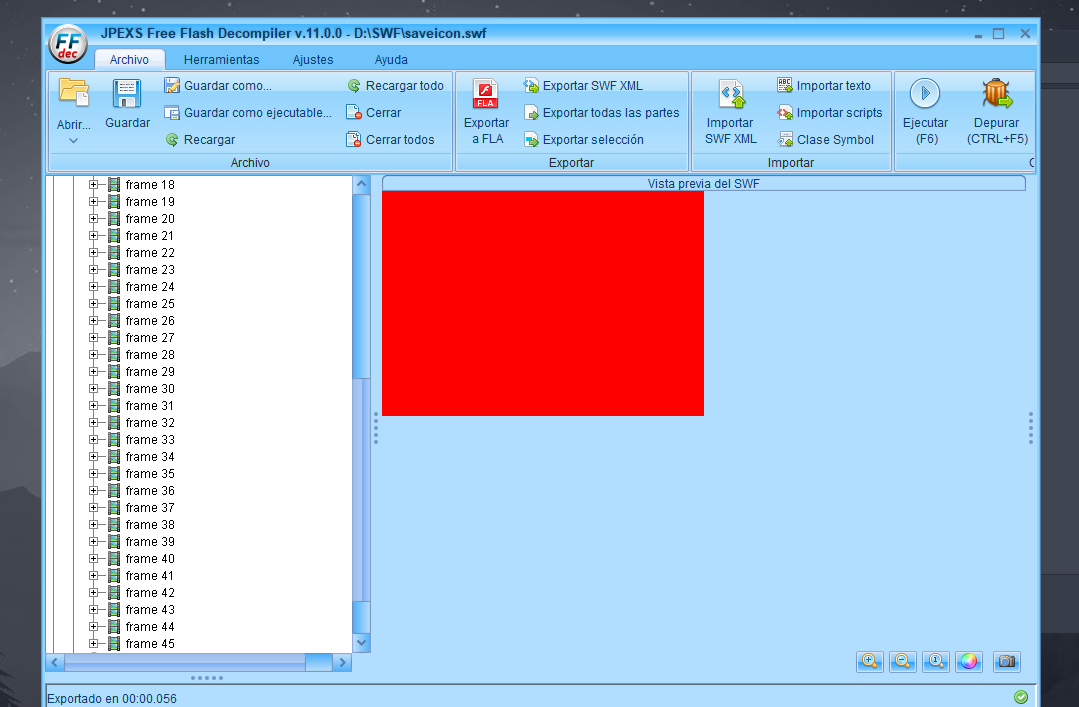 FF
dec
JPEXS Free Flash Decompiler v.11.0.0 - D:\SWF\saveicon.swf
Archivo
Herramientas
Ajustes
Ayuda
Abrir...
Guardar
Guardar como...
Guardar como ejecutable...
Recargar
Recargar todo
Cerrar
Cerrar todos
Archivo
FLA
Exportar
a FLA
Exportar SWF XML
Exportar todas las partes
Exportar selección
Exportar
Importar
SWF XML
ABC
Importar texto
Importar scripts
Clase Symbol
Importar
Ejecutar
(F6)
Depurar
(CTRL+F5)
frame 18
frame 19
frame 20
frame 21
frame 22
frame 23
frame 24
frame 25
frame 26
frame 27
frame 28
frame 29
frame 30
frame 31
frame 32
frame 33
frame 34
frame 35
frame 36
frame 37
frame 38
frame 39
frame 40
frame 41
frame 42
frame 43
frame 44
frame 45
Vista previa del SWF
Exportado en 00:00.056